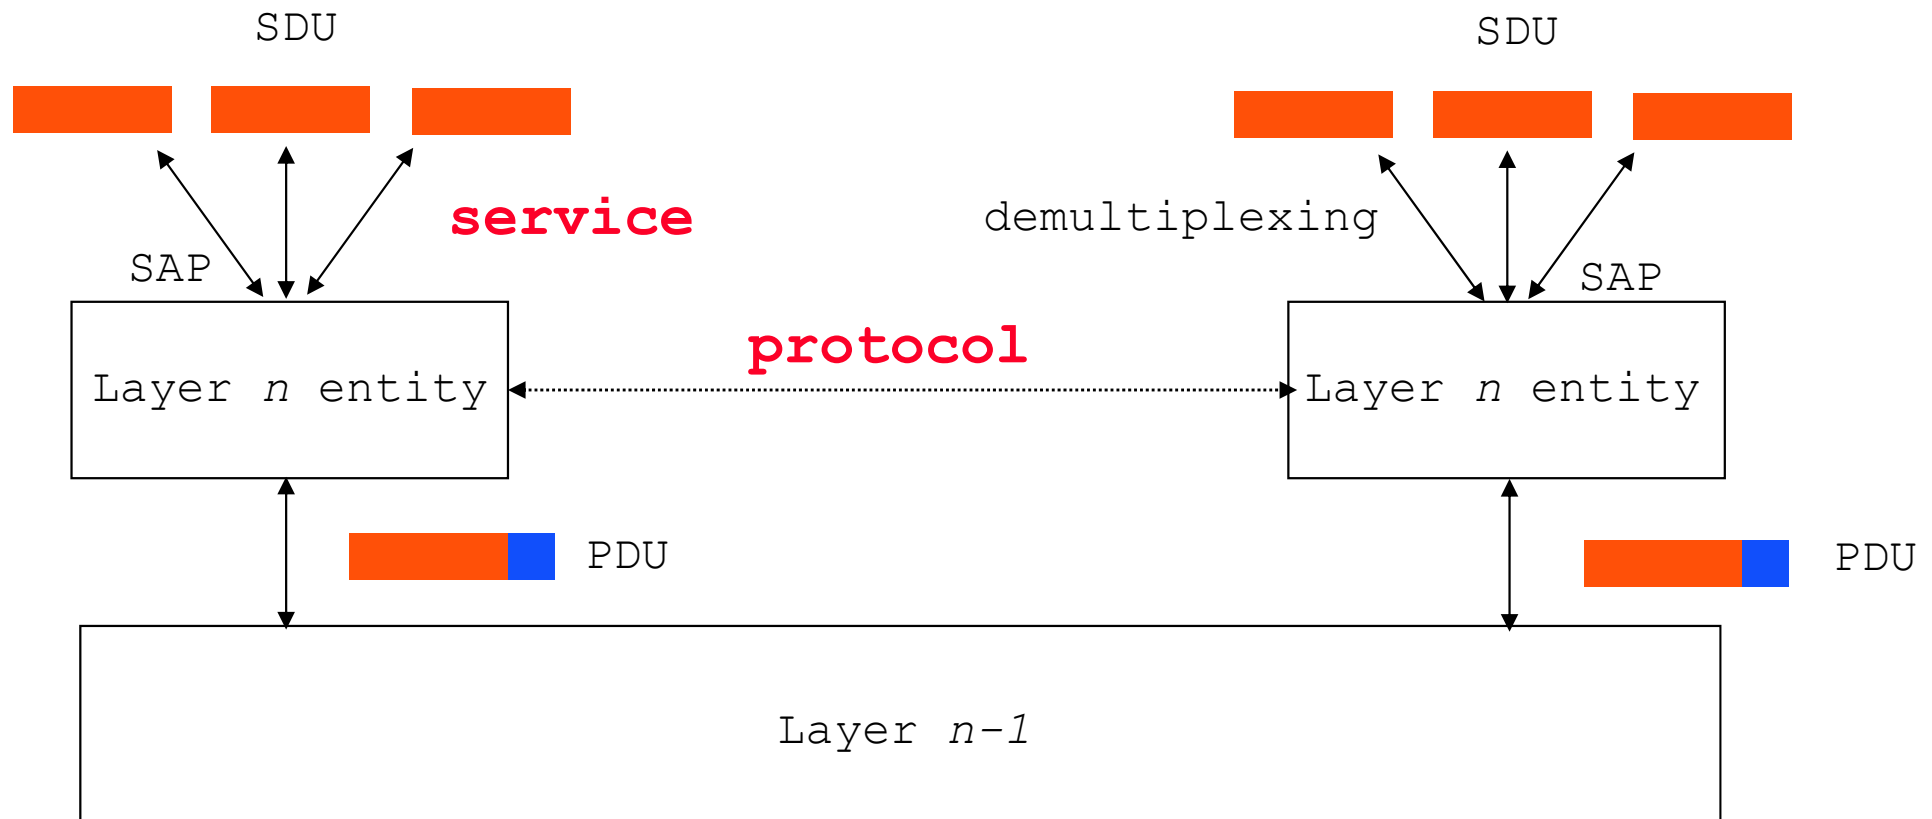 SDU
SDU
service
demultiplexing
SAP
SAP
protocol
Layer n entity
Layer n entity
PDU
PDU
Layer n-1